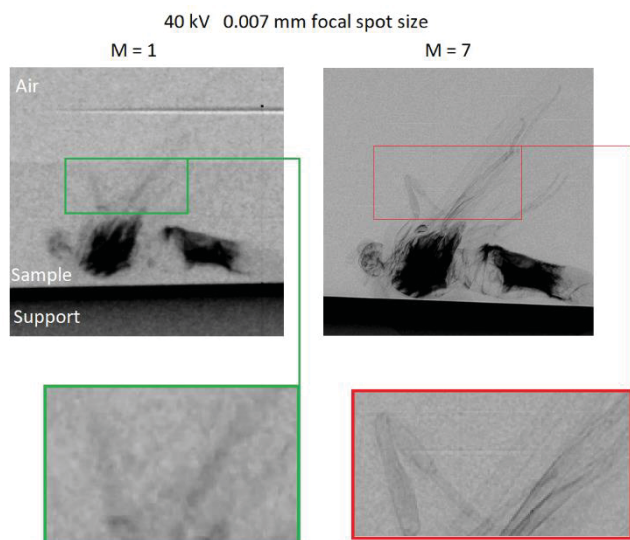 40 kV 0.007 mm focal spot size
M = 1
M = 7
Air
Sample
Support